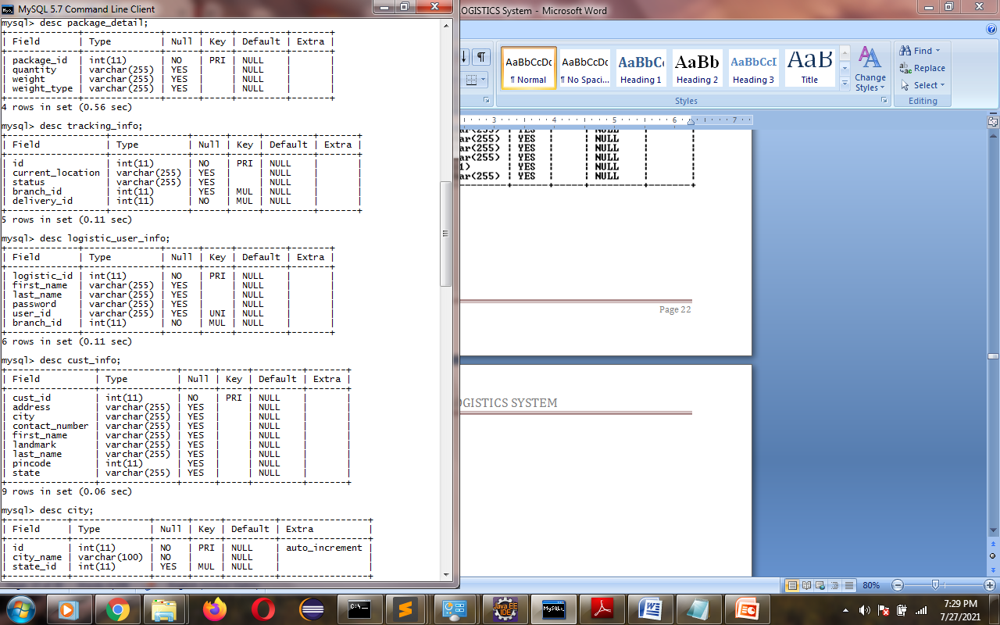 MySQL 5.7 Command Line Client
mysql> desc package_detail;
+--------------+--------------+------+-----+---------+-------+
| Field | Type | Null | Key | Default | Extra |
+--------------+--------------+------+-----+---------+-------+
| package_id | int(11) | NO | PRI | NULL | |
| quantity | varchar(255) | YES | | NULL | |
| weight | varchar(255) | YES | | NULL | |
| weight_type | varchar(255) | YES | | NULL | |
+--------------+--------------+------+-----+---------+-------+
4 rows in set (0.56 sec)
mysql> desc tracking_info;
+------------------+--------------+------+-----+---------+-------+
| Field | Type | Null | Key | Default | Extra |
+------------------+--------------+------+-----+---------+-------+
| id | int(11) | NO | PRI | NULL | |
| current_location | varchar(255) | YES | | NULL | |
| status | varchar(255) | YES | | NULL | |
| branch_id | int(11) | YES | MUL | NULL | |
| delivery_id | int(11) | NO | MUL | NULL | |
+------------------+--------------+------+-----+---------+-------+
5 rows in set (0.11 sec)
mysql> desc logistic_user_info;
+-------------+--------------+------+-----+---------+-------+
| Field | Type | Null | Key | Default | Extra |
+-------------+--------------+------+-----+---------+-------+
| logistic_id | int(11) | NO | PRI | NULL | |
| first_name | varchar(255) | YES | | NULL | |
| last_name | varchar(255) | YES | | NULL | |
| password | varchar(255) | YES | | NULL | |
| user_id | varchar(255) | YES | UNI | NULL | |
| branch_id | int(11) | NO | MUL | NULL | |
+-------------+--------------+------+-----+---------+-------+
6 rows in set (0.11 sec)
mysql> desc cust_info;
+----------------+--------------+------+-----+---------+-------+
| Field | Type | Null | Key | Default | Extra |
+----------------+--------------+------+-----+---------+-------+
| cust_id | int(11) | NO | PRI | NULL | |
| address | varchar(255) | YES | | NULL | |
| city | varchar(255) | YES | | NULL | |
| contact_number | varchar(255) | YES | | NULL | |
| first_name | varchar(255) | YES | | NULL | |
| landmark | varchar(255) | YES | | NULL | |
| last_name | varchar(255) | YES | | NULL | |
| pincode | int(11) | YES | | NULL | |
| state | varchar(255) | YES | | NULL | |
+----------------+--------------+------+-----+---------+-------+
9 rows in set (0.06 sec)
mysql> desc city;
+-----------+--------------+------+-----+---------+----------------+
| Field | Type | Null | Key | Default | Extra |
+-----------+--------------+------+-----+---------+----------------+
| id | int(11) | NO | PRI | NULL | auto_increment |
| city_name | varchar(100) | NO | | NULL | |
| state_id | int(11) | YES | MUL | NULL | |
+-----------+--------------+------+-----+---------+----------------+
OGISTICS System - Microsoft Word
AaBbCcDc AaBbCcDc AaBbC AaBb AaBbCcI AaB
¶ Normal ¶ No Spaci... Heading 1 Heading 2 Heading 3 Title
Change Styles
Styles
Find
Replace
Select
Editing
3 4 5 6 7
ar(255) | YES | | NULL | |
ar(255) | YES | | NULL | |
ar(255) | YES | | NULL | |
ar(255) | YES | | NULL | |
1) | YES | | NULL | |
ar(255) | YES | | NULL | |
Page 22
OGISTICS SYSTEM
80%
C:\_
Java EE
IDE
MySQL
7:29 PM
7/27/2021